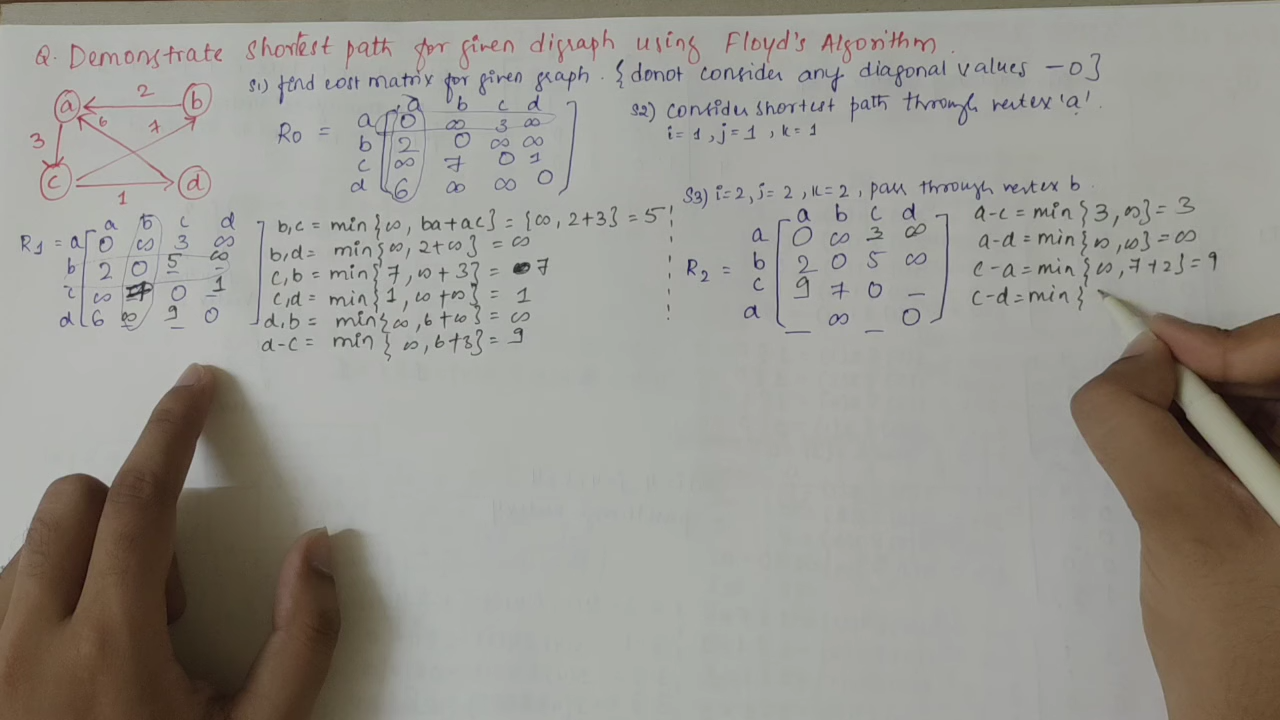 Q. Demonstrate shortest path for given digraph using Floyd's Algorithm.
S1) find cost matrix for given graph. {donot consider any diagonal values - 0}
a 2 b
6 7
3
c 1 d
a b c d
R0 = a 0 ∞ 3 ∞
b 2 0 ∞ ∞
c ∞ 7 0 1
d 6 ∞ ∞ 0
S2) consider shortest path through vertex 'a'.
i=1, j=1, k=1
a b c d
R1 = a 0 ∞ 3 ∞
b 2 0 5 ∞
c ∞ 7 0 1
d 6 ∞ 9 0
b,c = min{∞, ba+ac} = {∞, 2+3} = 5
b,d = min{∞, 2+∞} = ∞
c,b = min{7, ∞+3} = 7
c,d = min{1, ∞+∞} = 1
d,b = min{∞, 6+∞} = ∞
d-c = min{∞, 6+3} = 9
S3) i=2, j=2, k=2, pass through vertex b.
a b c d
a 0 ∞ 3 ∞
R2 = b 2 0 5 ∞
c 9 7 0 _
d _ ∞ _ 0
a-c = min{3, ∞} = 3
a-d = min{∞, ∞} = ∞
c-a = min{∞, 7+2} = 9
c-d = min{